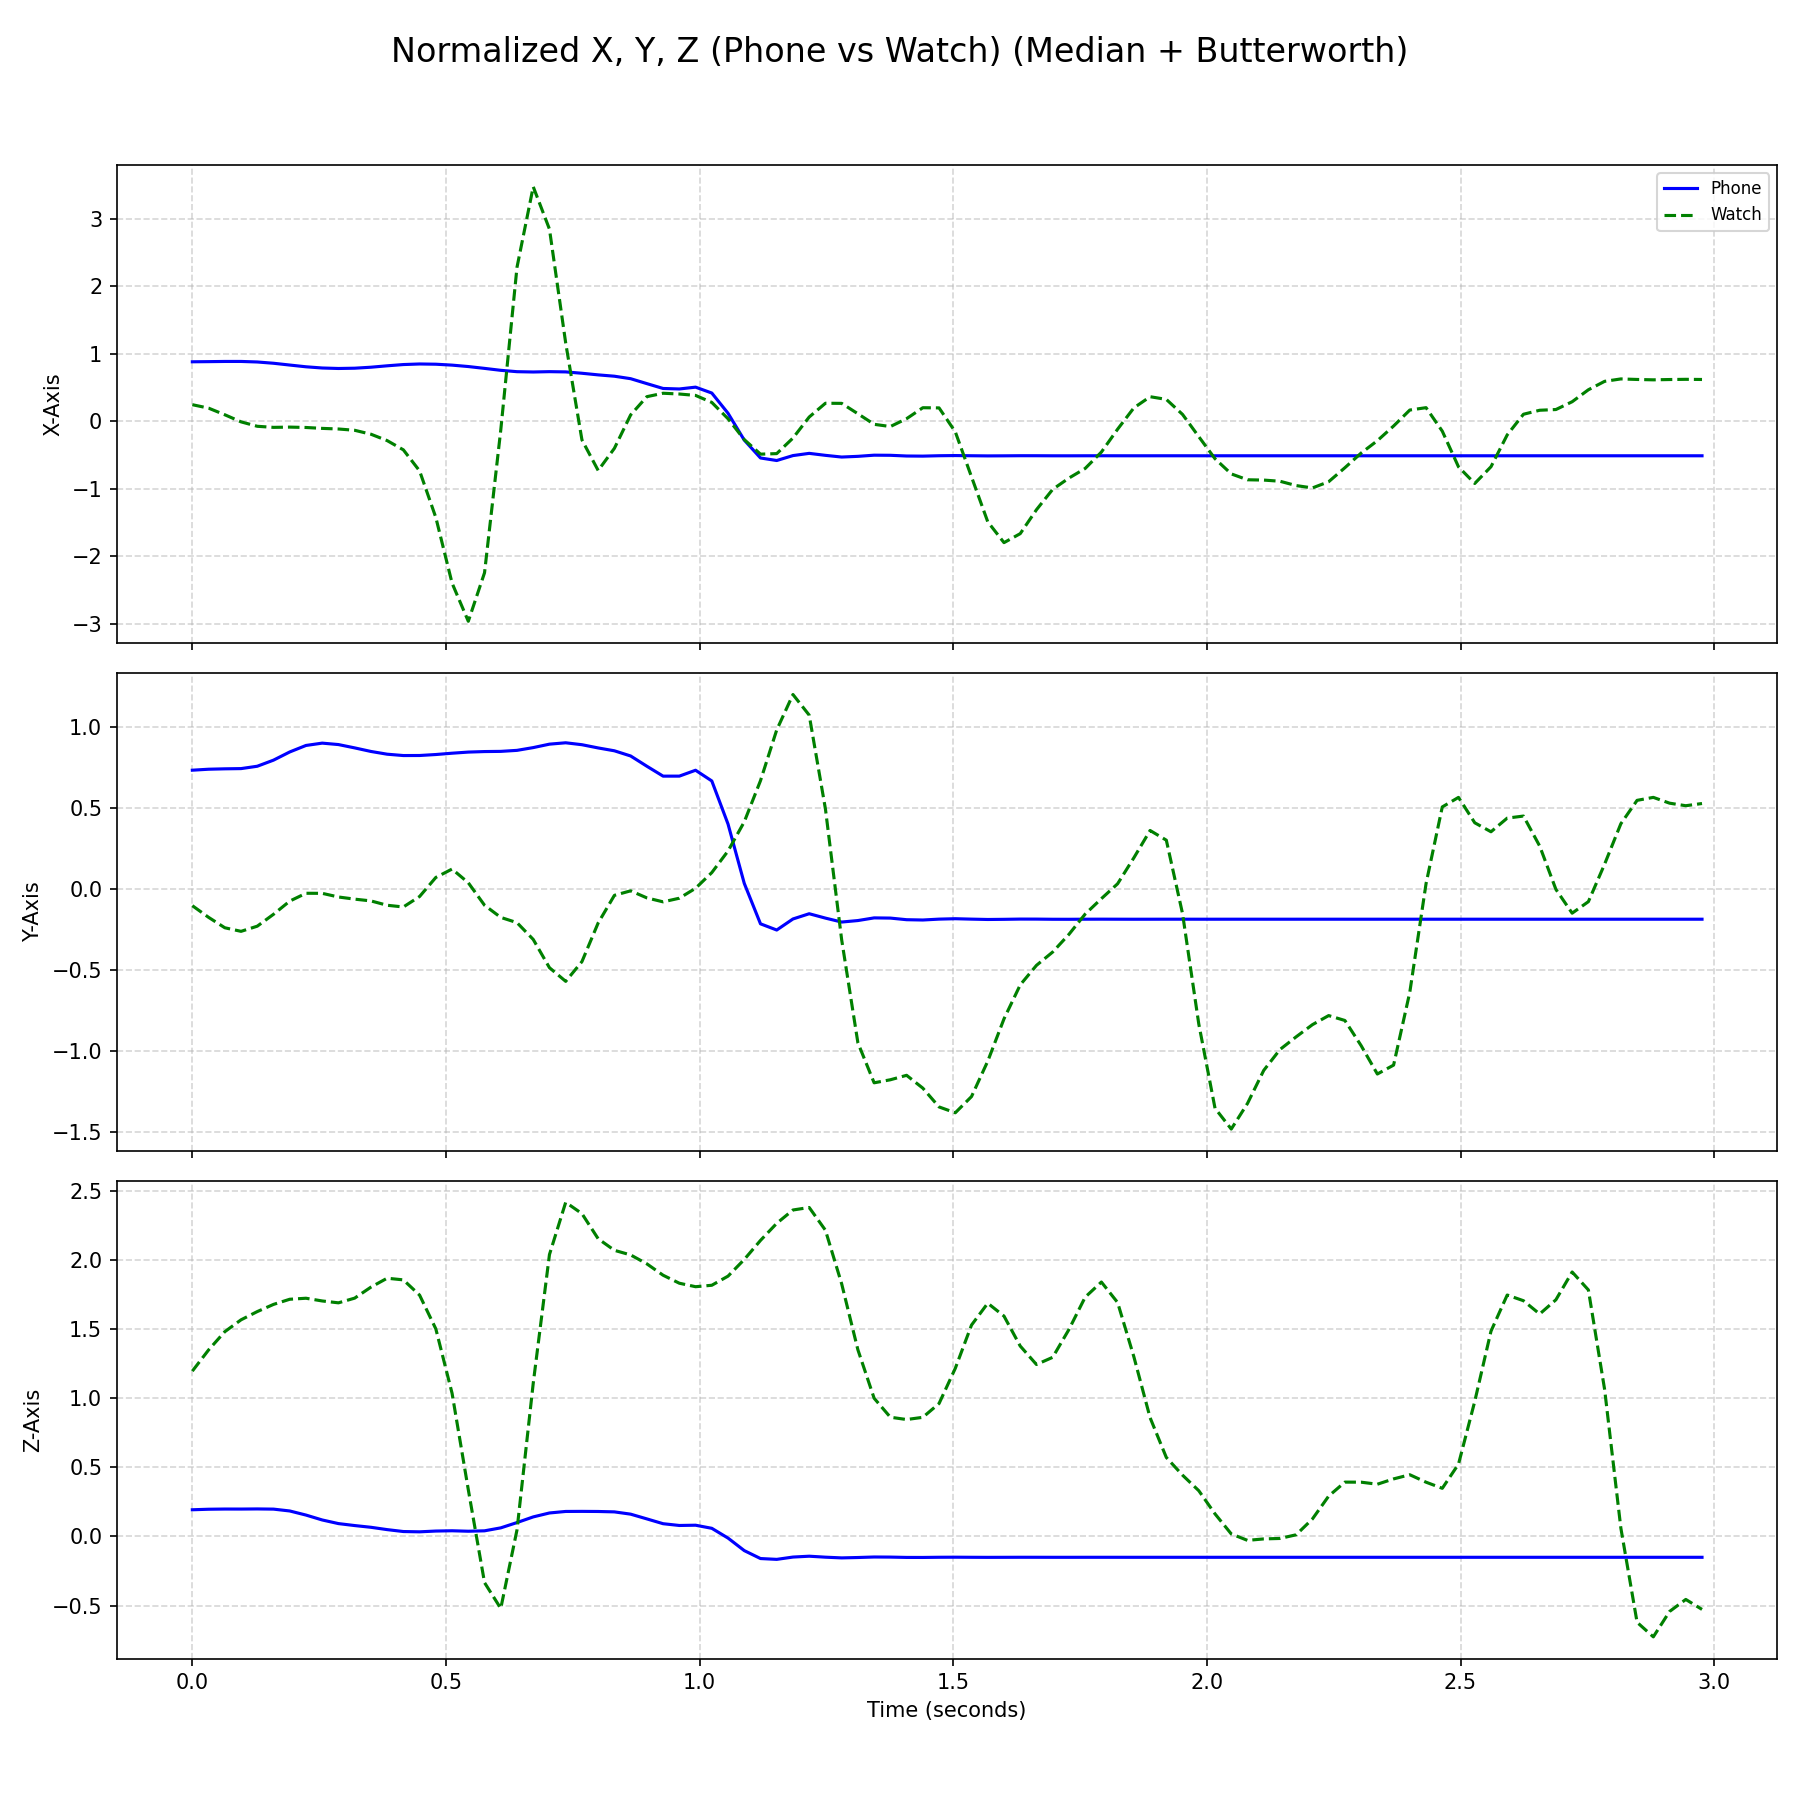 Normalized X, Y, Z (Phone vs Watch) (Median + Butterworth)
Phone
Watch
X-Axis
3
2
1
0
−1
−2
−3
Y-Axis
1.0
0.5
0.0
−0.5
−1.0
−1.5
Z-Axis
2.5
2.0
1.5
1.0
0.5
0.0
−0.5
0.0 0.5 1.0 1.5 2.0 2.5 3.0
Time (seconds)